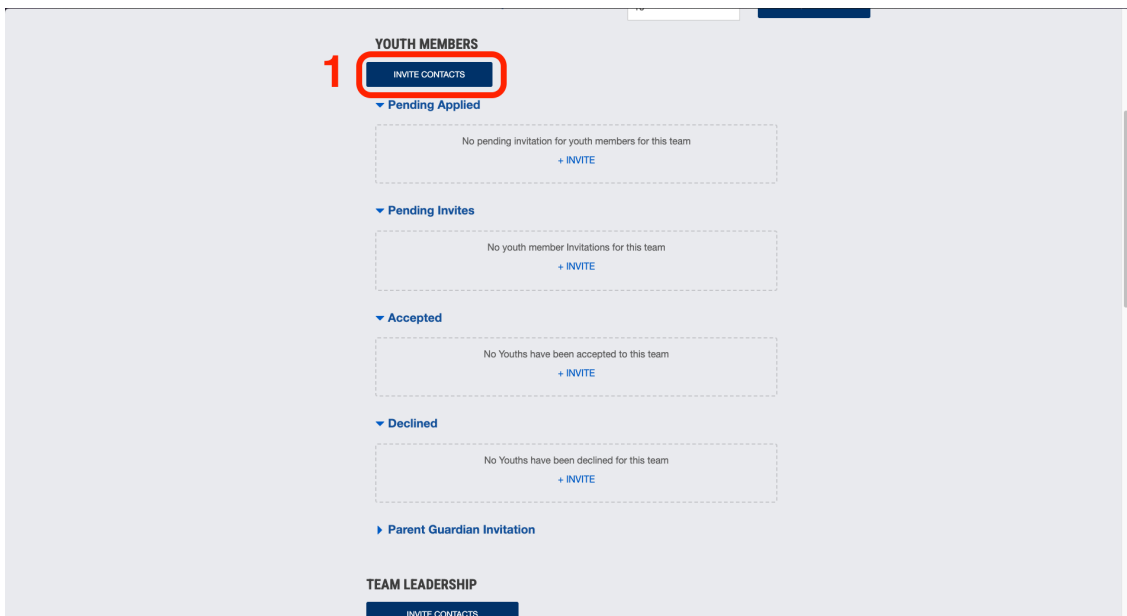 YOUTH MEMBERS
1
INVITE CONTACTS
Pending Applied
No pending invitation for youth members for this team
+ INVITE
Pending Invites
No youth member Invitations for this team
+ INVITE
Accepted
No Youths have been accepted to this team
+ INVITE
Declined
No Youths have been declined for this team
+ INVITE
Parent Guardian Invitation
TEAM LEADERSHIP
INVITE CONTACTS